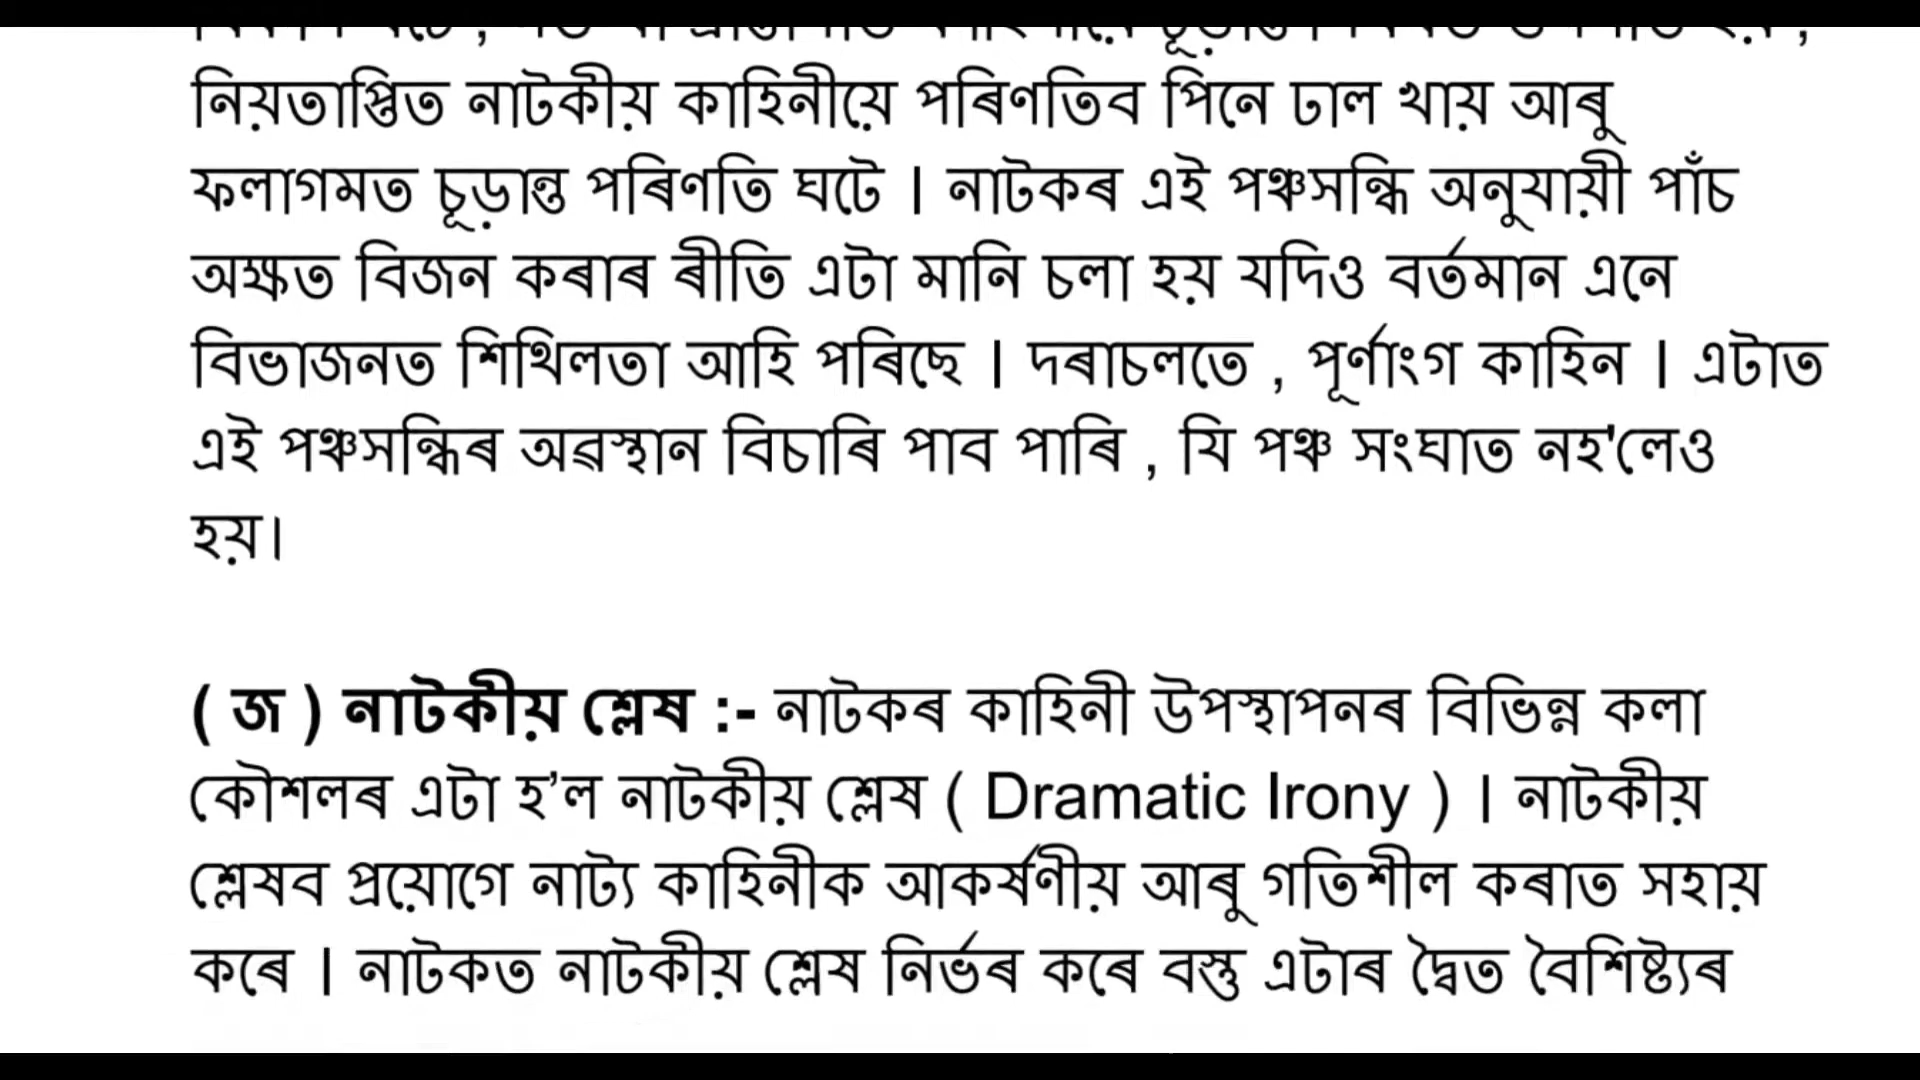 নিয়তাপ্তিত নাটকীয় কাহিনীয়ে পৰিণতিব পিনে ঢাল খায় আৰু
ফলাগমত চূড়ান্ত পৰিণতি ঘটে । নাটকৰ এই পঞ্চসন্ধি অনুযায়ী পাঁচ
অক্ষত বিজন কৰাৰ ৰীতি এটা মানি চলা হয় যদিও বৰ্তমান এনে
বিভাজনত শিথিলতা আহি পৰিছে । দৰাচলতে , পূৰ্ণাংগ কাহিন । এটাত
এই পঞ্চসন্ধিৰ অৱস্থান বিচাৰি পাব পাৰি , যি পঞ্চ সংঘাত নহ'লেও
হয়।
( জ ) নাটকীয় শ্লেষ :- নাটকৰ কাহিনী উপস্থাপনৰ বিভিন্ন কলা
কৌশলৰ এটা হ’ল নাটকীয় শ্লেষ ( Dramatic Irony ) । নাটকীয়
শ্লেষব প্ৰয়োগে নাট্য কাহিনীক আকৰ্ষণীয় আৰু গতিশীল কৰাত সহায়
কৰে । নাটকত নাটকীয় শ্লেষ নিৰ্ভৰ কৰে বস্তু এটাৰ দ্বৈত বৈশিষ্ট্যৰ